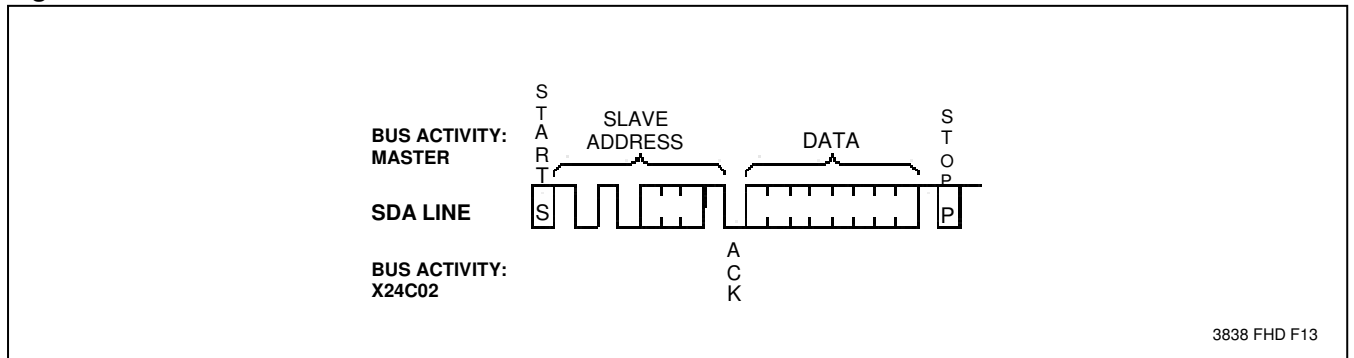 START
SLAVE
ADDRESS
DATA
STOP
BUS ACTIVITY:
MASTER
SDA LINE
S
P
ACK
BUS ACTIVITY:
X24C02
3838 FHD F13